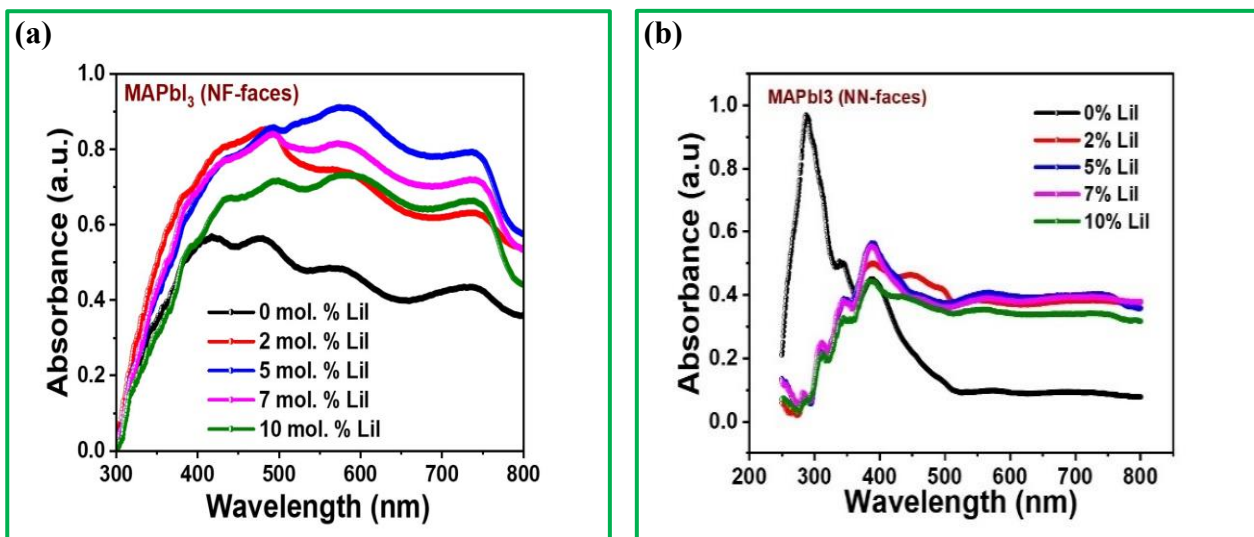 (a)
MAPbI₃ (NF-faces)
Absorbance (a.u.)
1.0
0.8
0.6
0.4
0.2
0.0
0 mol. % LiI
2 mol. % LiI
5 mol. % LiI
7 mol. % LiI
10 mol. % LiI
300 400 500 600 700 800
Wavelength (nm)
(b)
MAPbI3 (NN-faces)
Absorbance (a.u)
1.0
0.8
0.6
0.4
0.2
0.0
0% LiI
2% LiI
5% LiI
7% LiI
10% LiI
200 300 400 500 600 700 800
Wavelength (nm)